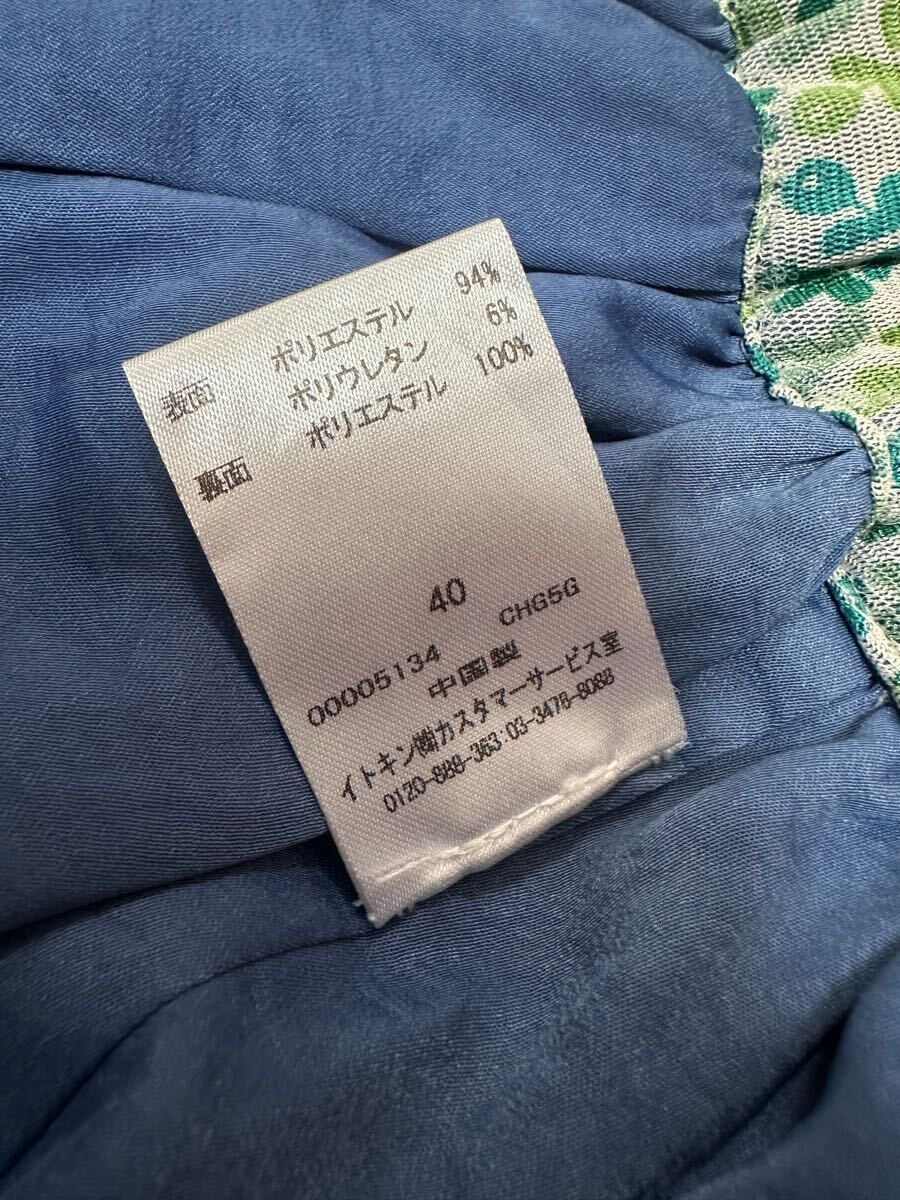 表面 ポリエステル 94%
ポリウレタン 6%
裏面 ポリエステル 100%
40
00005134 CHG5G
中国製
イトキン㈱カスタマーサービス室
0120-888-363:03-3478-8088